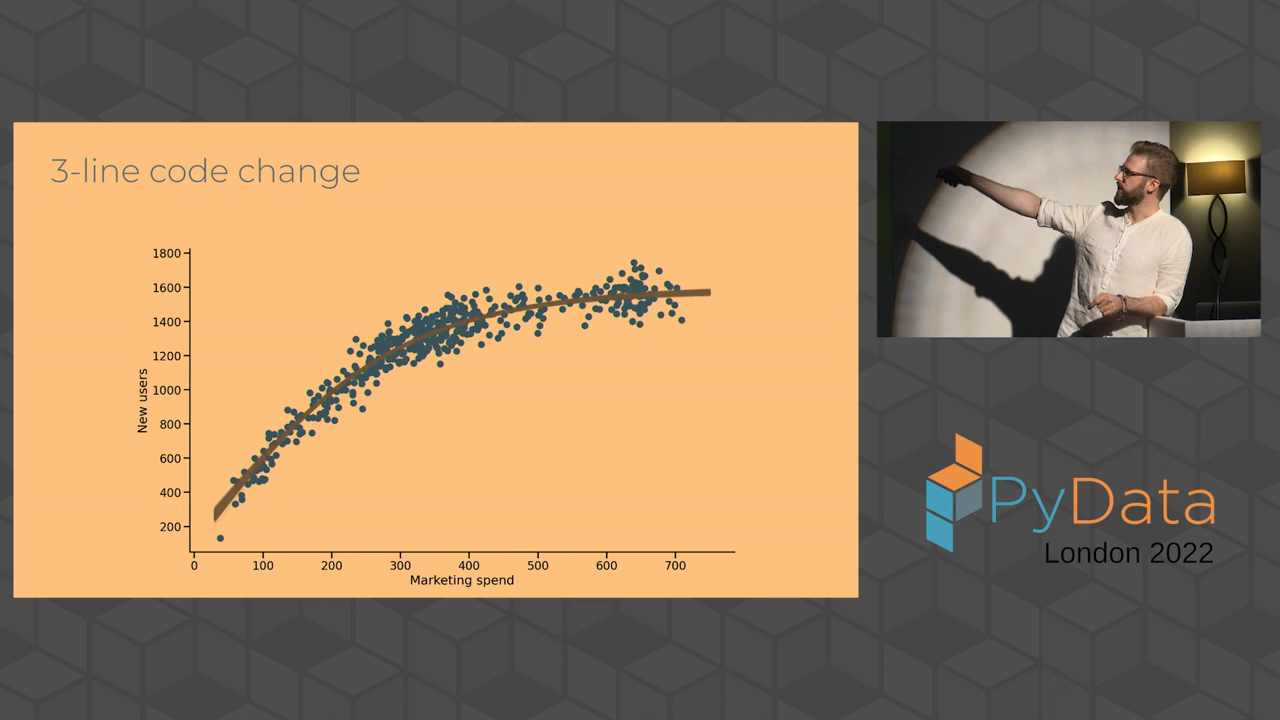 3-line code change
1800
1600
1400
1200
1000
800
600
400
200
New users
0 100 200 300 400 500 600 700
Marketing spend
PyData
London 2022